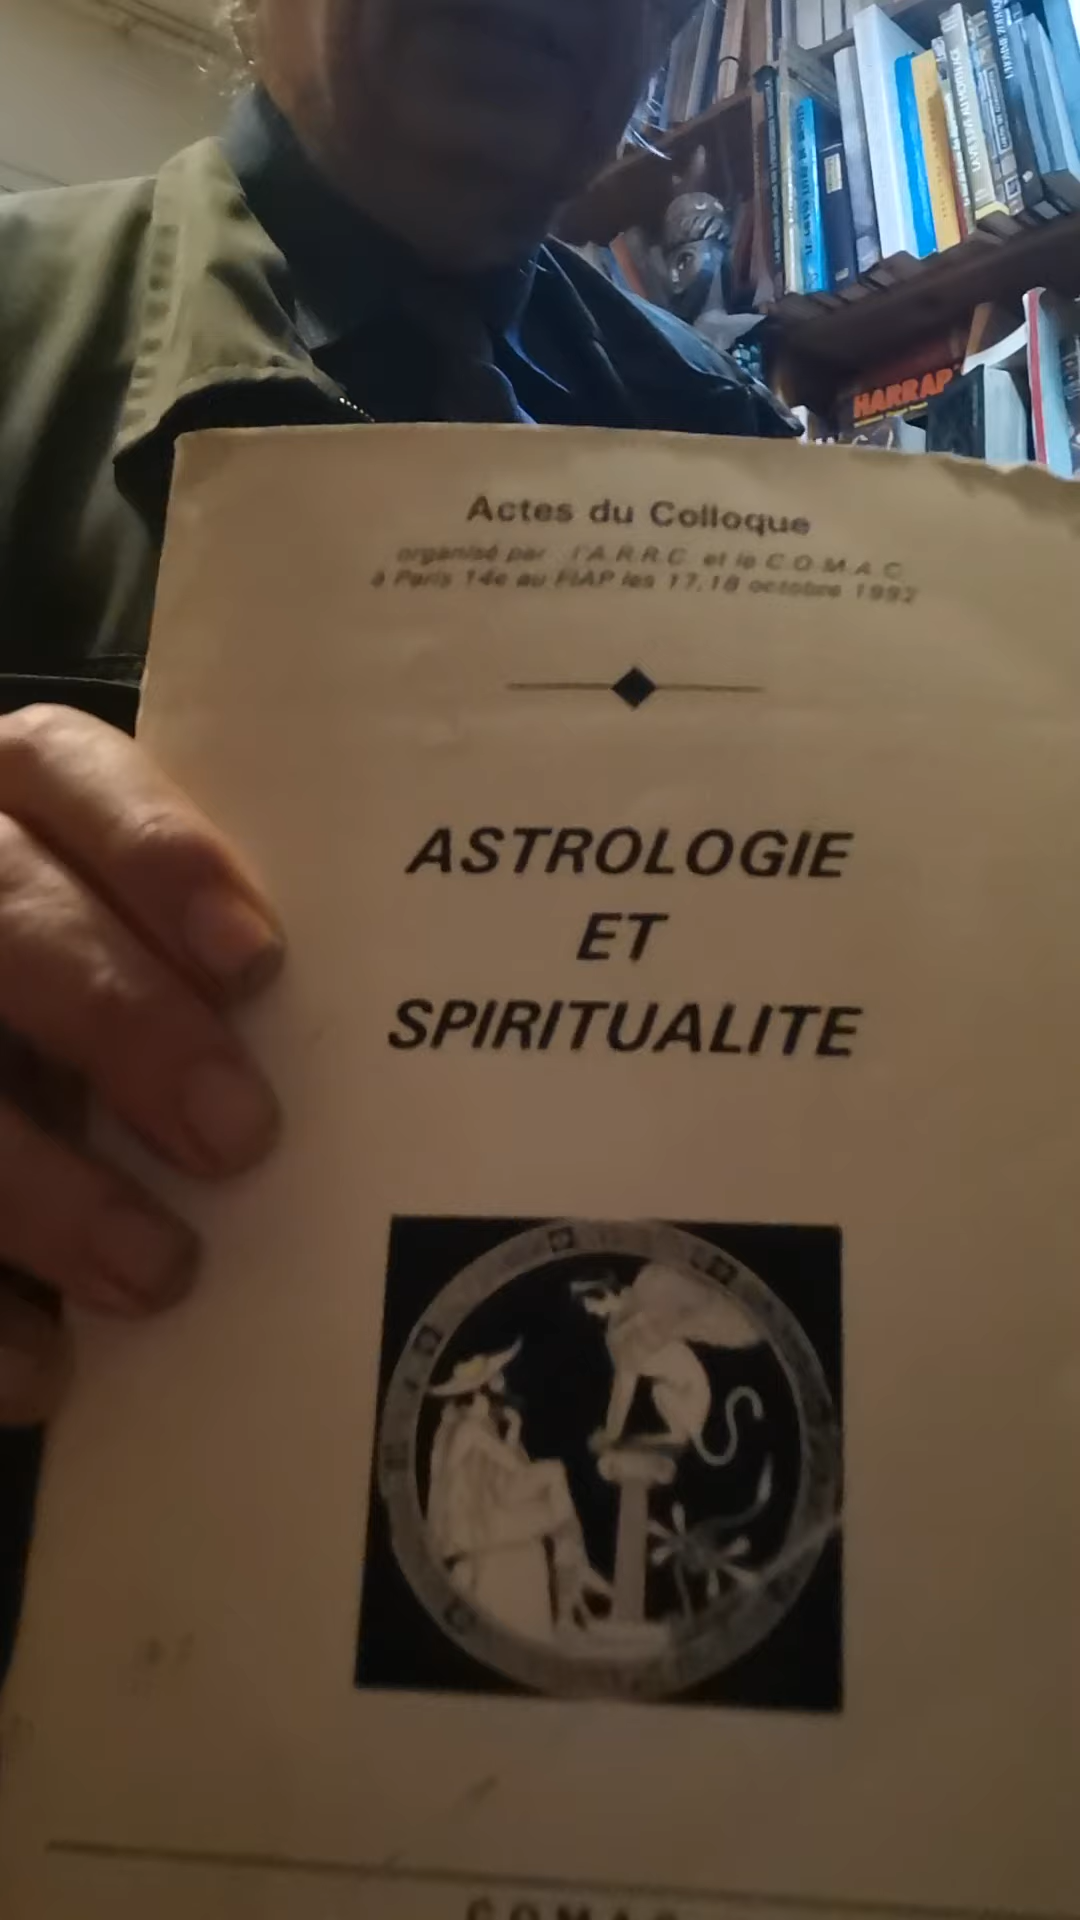 HARRAP
Actes du Colloque
organisé par l'A.R.R.C. et le C.O.M.A.C.
à Paris 14e au FIAP les 17,18 octobre 1992
ASTROLOGIE
ET
SPIRITUALITE